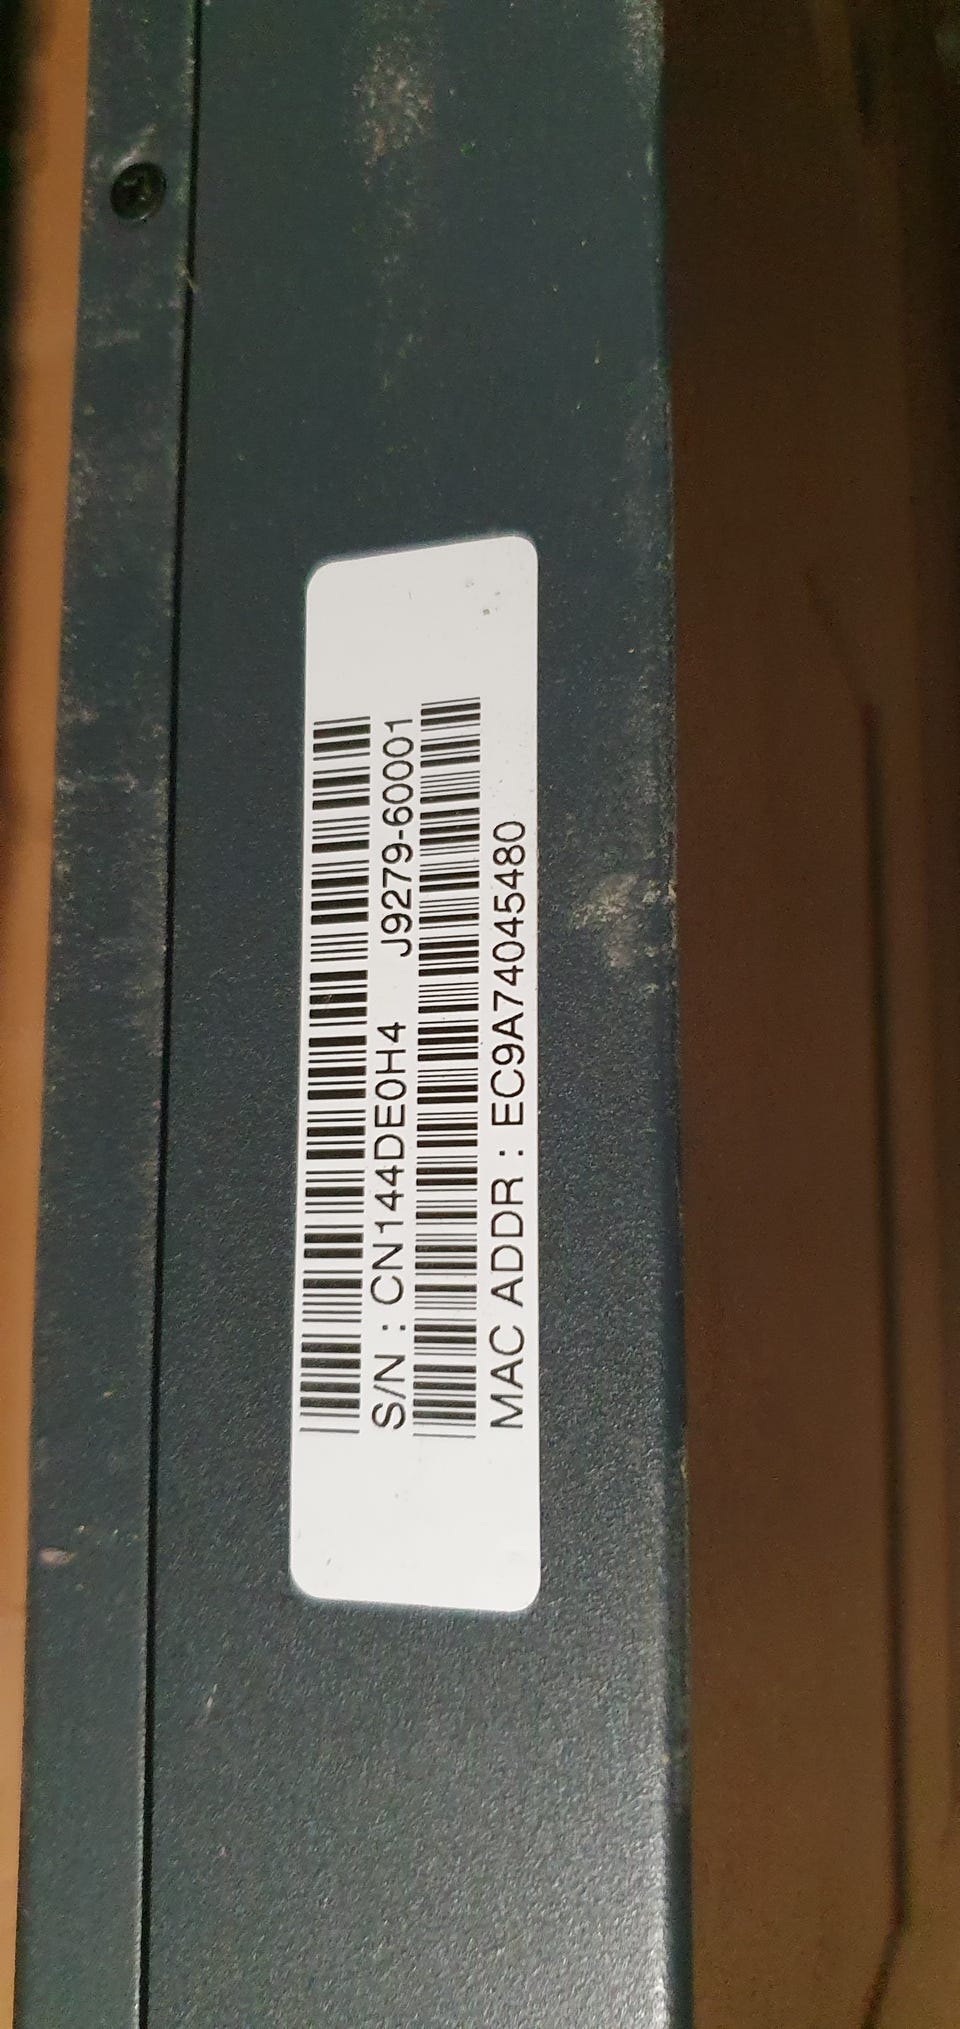 S/N : CN144DE0H4 J9279-60001
MAC ADDR : EC9A74045480